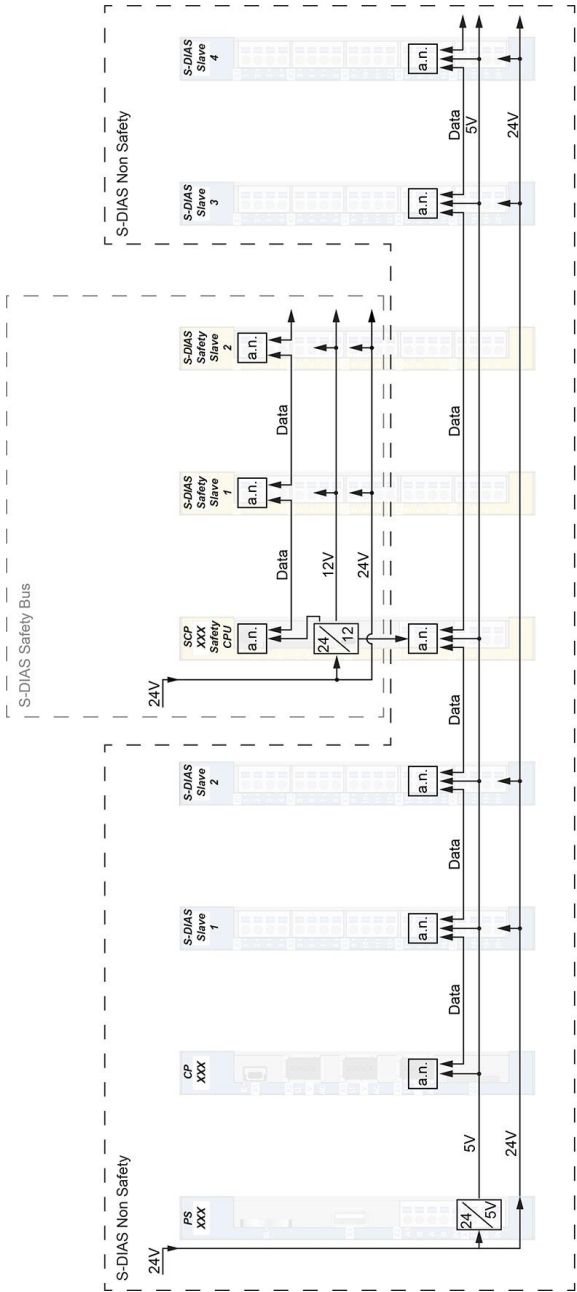 S-DIAS Safety Bus
S-DIAS Non Safety
S-DIAS Non Safety
24V
24V
PS
XXX
CP
XXX
S-DIAS
Slave
1
S-DIAS
Slave
2
SCP
XXX
Safety
CPU
S-DIAS
Safety
Slave
1
S-DIAS
Safety
Slave
2
S-DIAS
Slave
3
S-DIAS
Slave
4
a.n.
a.n.
a.n.
Data
Data
24
12
12V
24V
a.n.
a.n.
a.n.
a.n.
a.n.
a.n.
Data
Data
Data
Data
Data
24
5V
5V
5V
24V
24V